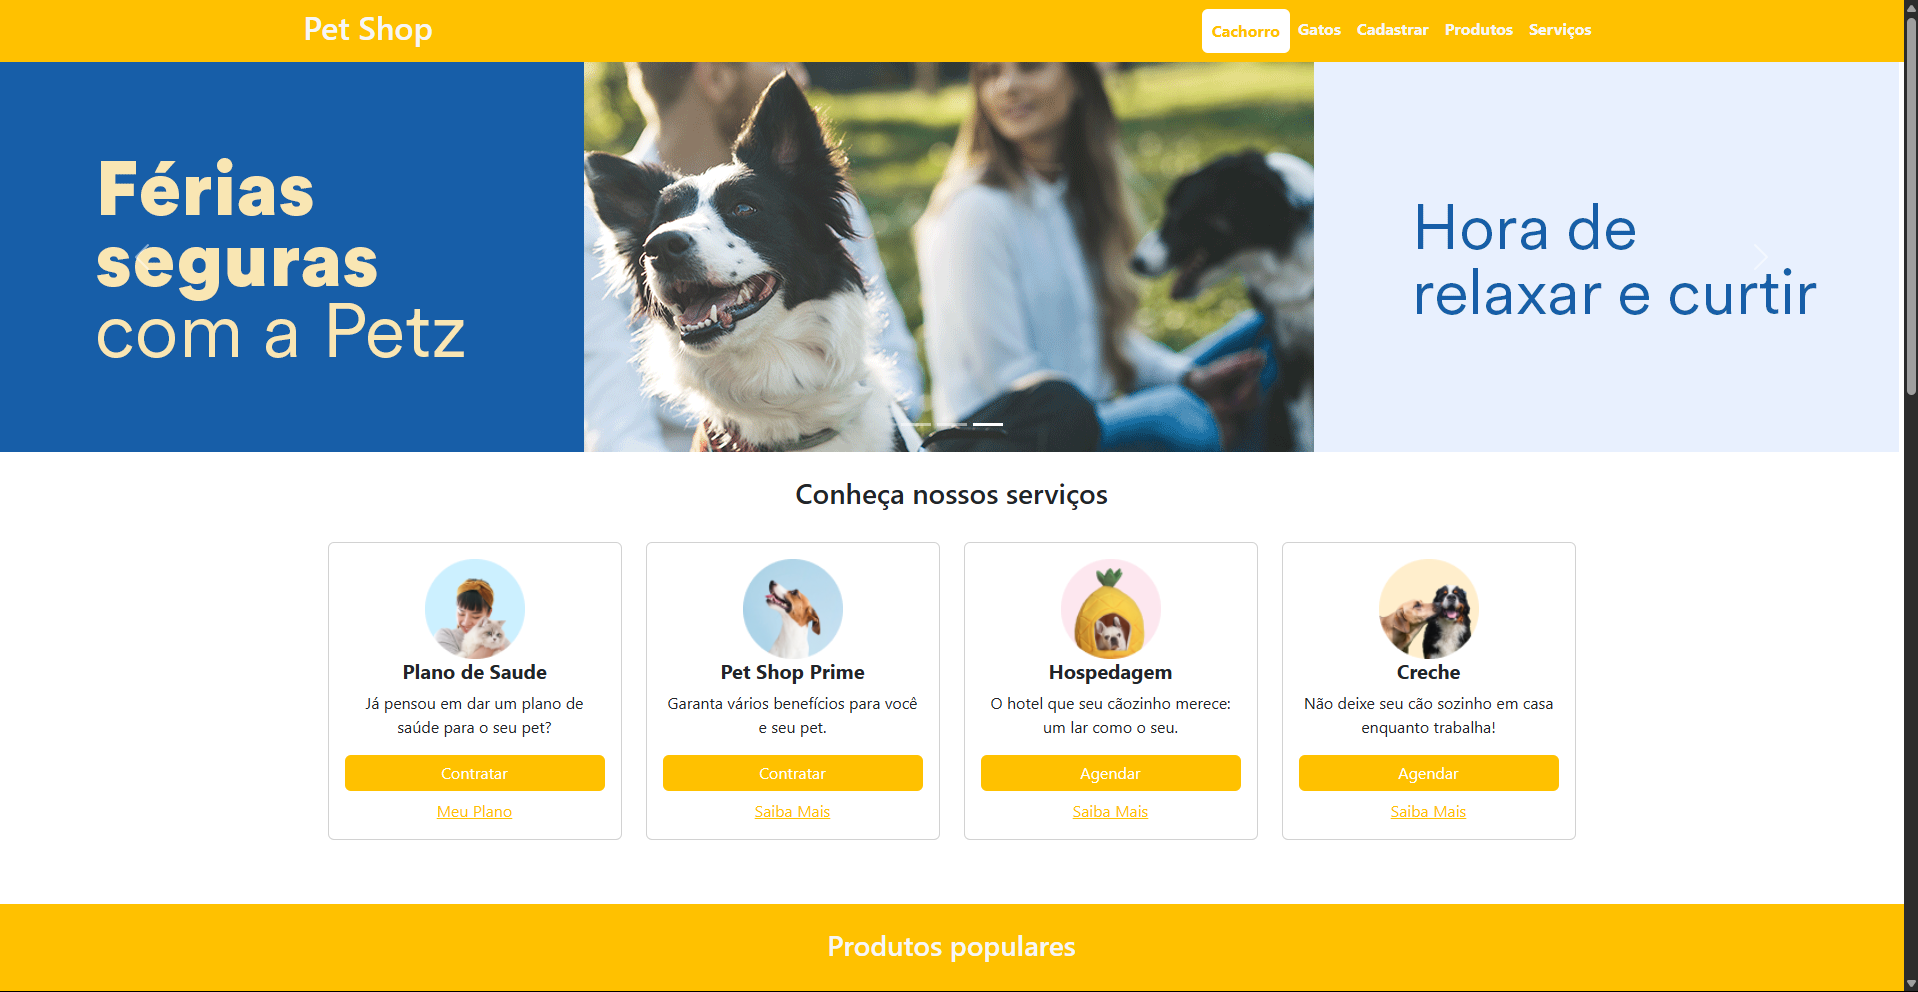 Pet Shop
Cachorro Gatos Cadastrar Produtos Serviços
Férias
seguras
com a Petz
Hora de
relaxar e curtir
Conheça nossos serviços
Plano de Saude
Já pensou em dar um plano de
saúde para o seu pet?
Contratar
Meu Plano
Pet Shop Prime
Garanta vários benefícios para você
e seu pet.
Contratar
Saiba Mais
Hospedagem
O hotel que seu cãozinho merece:
um lar como o seu.
Agendar
Saiba Mais
Creche
Não deixe seu cão sozinho em casa
enquanto trabalha!
Agendar
Saiba Mais
Produtos populares